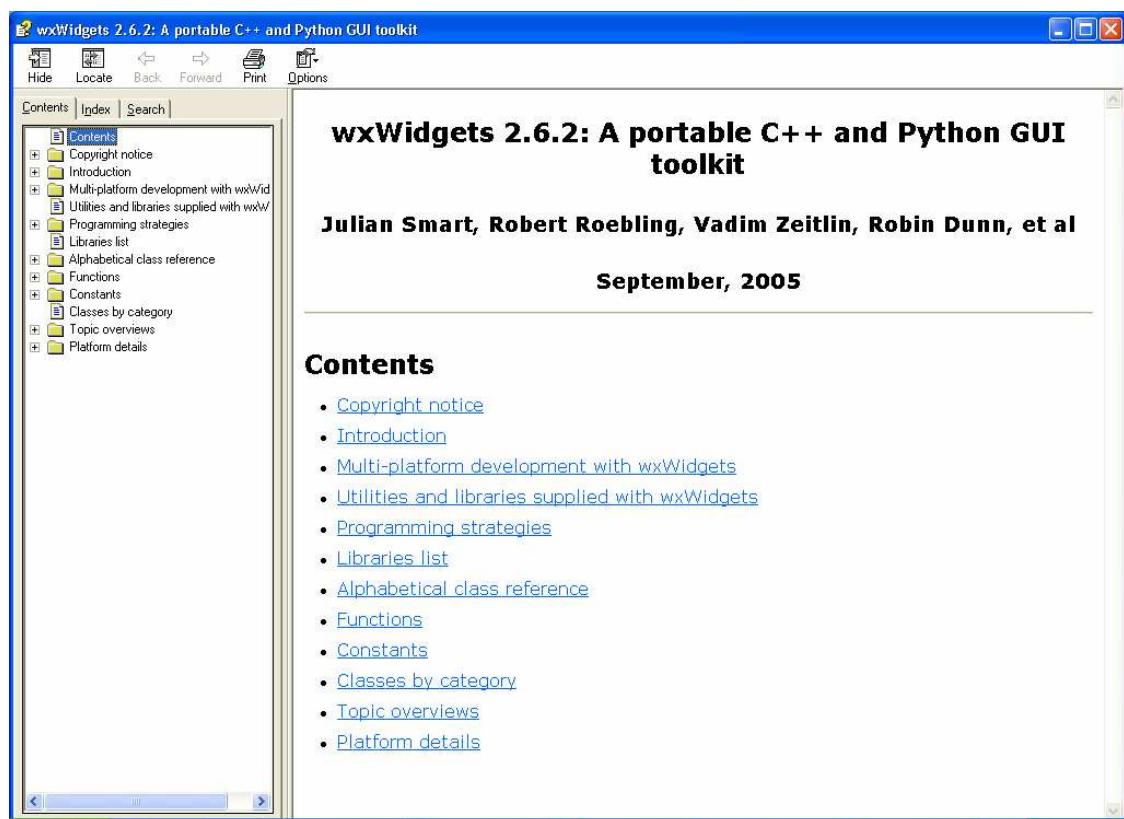 wxWidgets 2.6.2: A portable C++ and Python GUI toolkit
Hide Locate Back Forward Print Options
Contents Index Search
Contents
Copyright notice
Introduction
Multi-platform development with wxWid
Utilities and libraries supplied with wxW
Programming strategies
Libraries list
Alphabetical class reference
Functions
Constants
Classes by category
Topic overviews
Platform details
wxWidgets 2.6.2: A portable C++ and Python GUI
toolkit
Julian Smart, Robert Roebling, Vadim Zeitlin, Robin Dunn, et al
September, 2005
Contents
• Copyright notice
• Introduction
• Multi-platform development with wxWidgets
• Utilities and libraries supplied with wxWidgets
• Programming strategies
• Libraries list
• Alphabetical class reference
• Functions
• Constants
• Classes by category
• Topic overviews
• Platform details